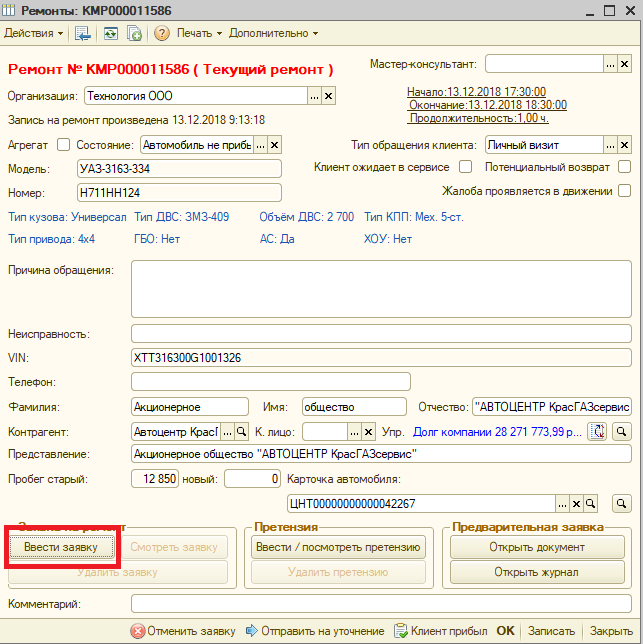 Ремонты: КМР000011586
Действия Печать Дополнительно
Мастер-консультант:
Ремонт № КМР000011586 ( Текущий ремонт )
Организация: Технология ООО
Начало:13.12.2018 17:30:00
Окончание:13.12.2018 18:30:00
Продолжительность:1,00 ч.
Запись на ремонт произведена 13.12.2018 9:13:18
Агрегат Состояние: Автомобиль не прибы Тип обращения клиента: Личный визит
Модель: УАЗ-3163-334 Клиент ожидает в сервисе Потенциальный возврат
Номер: Н711НН124 Жалоба проявляется в движении
Тип кузова: Универсал Тип ДВС: ЗМЗ-409 Объём ДВС: 2 700 Тип КПП: Мех. 5-ст.
Тип привода: 4x4 ГБО: Нет АС: Да ХОУ: Нет
Причина обращения:
Неисправность:
VIN: XTT316300G1001326
Телефон:
Фамилия: Акционерное Имя: общество Отчество: "АВТОЦЕНТР КрасГАЗсервис
Контрагент: Автоцентр КрасГ К. лицо: Упр. Долг компании 28 271 773,99 р...
Представление: Акционерное общество "АВТОЦЕНТР КрасГАЗсервис"
Пробег старый: 12 850 новый: 0 Карточка автомобиля:
ЦНТ00000000000042267
Заявка на ремонт Претензия Предварительная заявка
Ввести заявку Смотреть заявку Ввести / посмотреть претензию Открыть документ
Удалить заявку Удалить претензию Открыть журнал
Комментарий:
Отменить заявку Отправить на уточнение Клиент прибыл OK Записать Закрыть